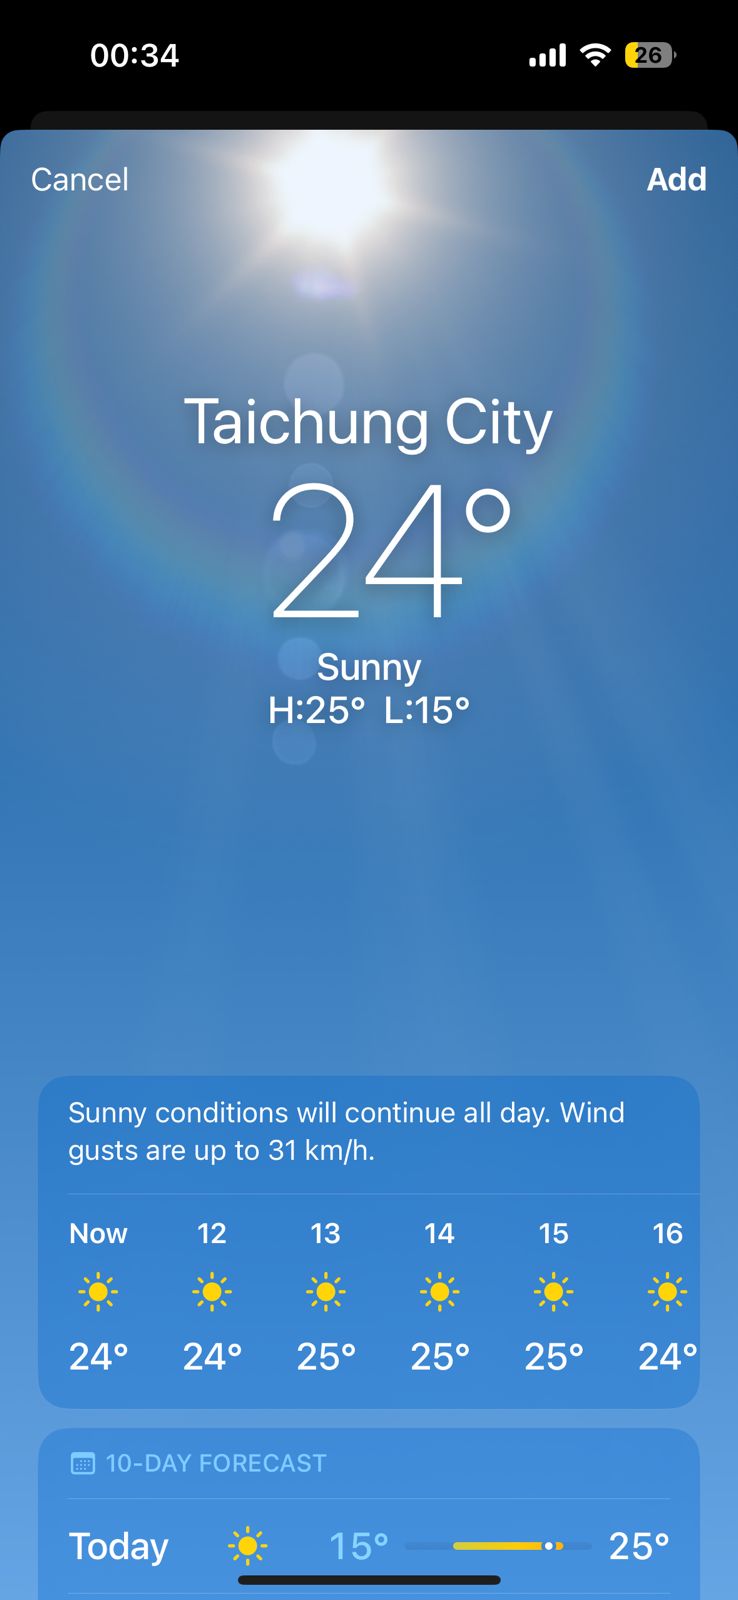 00:34
26
Cancel
Add
Taichung City
24°
Sunny
H:25° L:15°
Sunny conditions will continue all day. Wind
gusts are up to 31 km/h.
Now 12 13 14 15 16
24° 24° 25° 25° 25° 24°
10-DAY FORECAST
Today 15° 25°